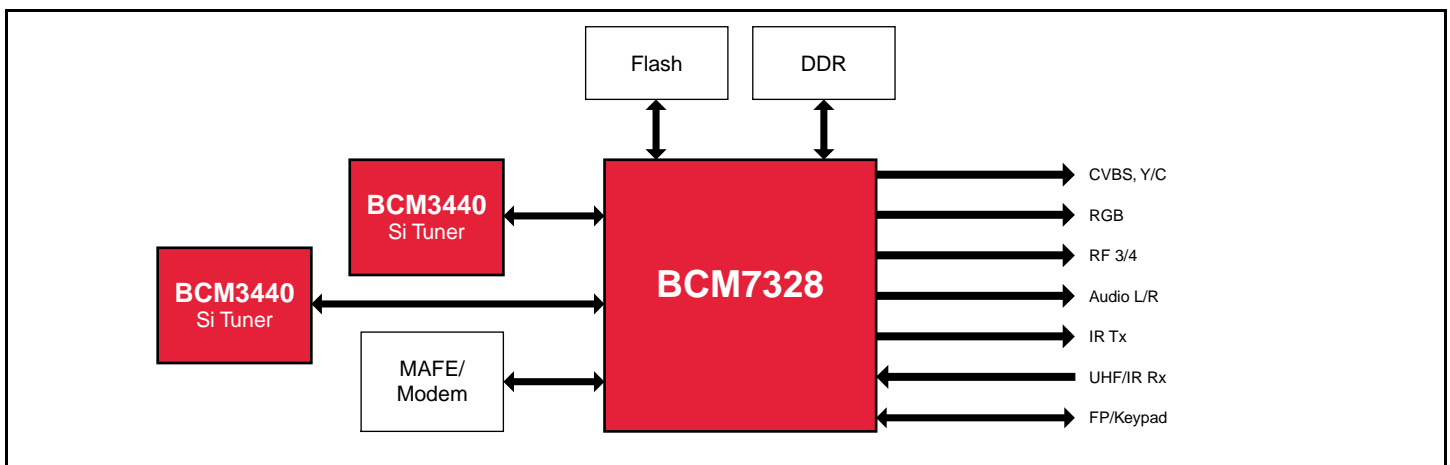 Flash
DDR
BCM3440
Si Tuner
BCM3440
Si Tuner
MAFE/
Modem
BCM7328
CVBS, Y/C
RGB
RF 3/4
Audio L/R
IR Tx
UHF/IR Rx
FP/Keypad